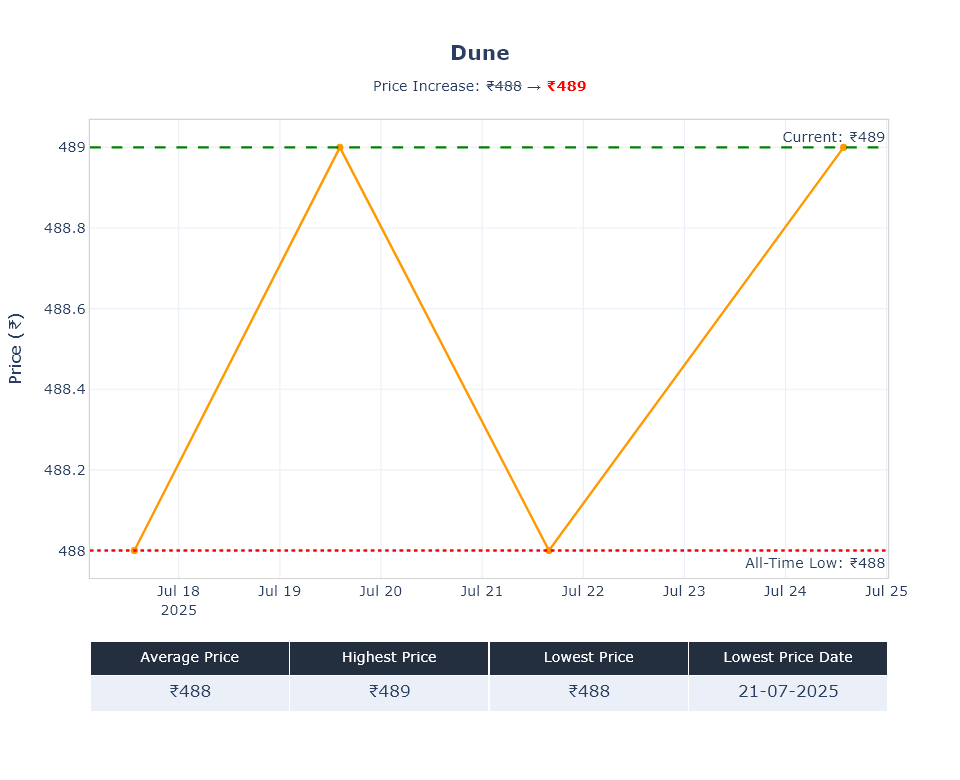 Dune
Price Increase: ₹488 → ₹489
Current: ₹489
489
488.8
488.6
488.4
488.2
488
Price (₹)
All-Time Low: ₹488
Jul 18 Jul 19 Jul 20 Jul 21 Jul 22 Jul 23 Jul 24 Jul 25
2025
Average Price Highest Price Lowest Price Lowest Price Date
₹488 ₹489 ₹488 21-07-2025